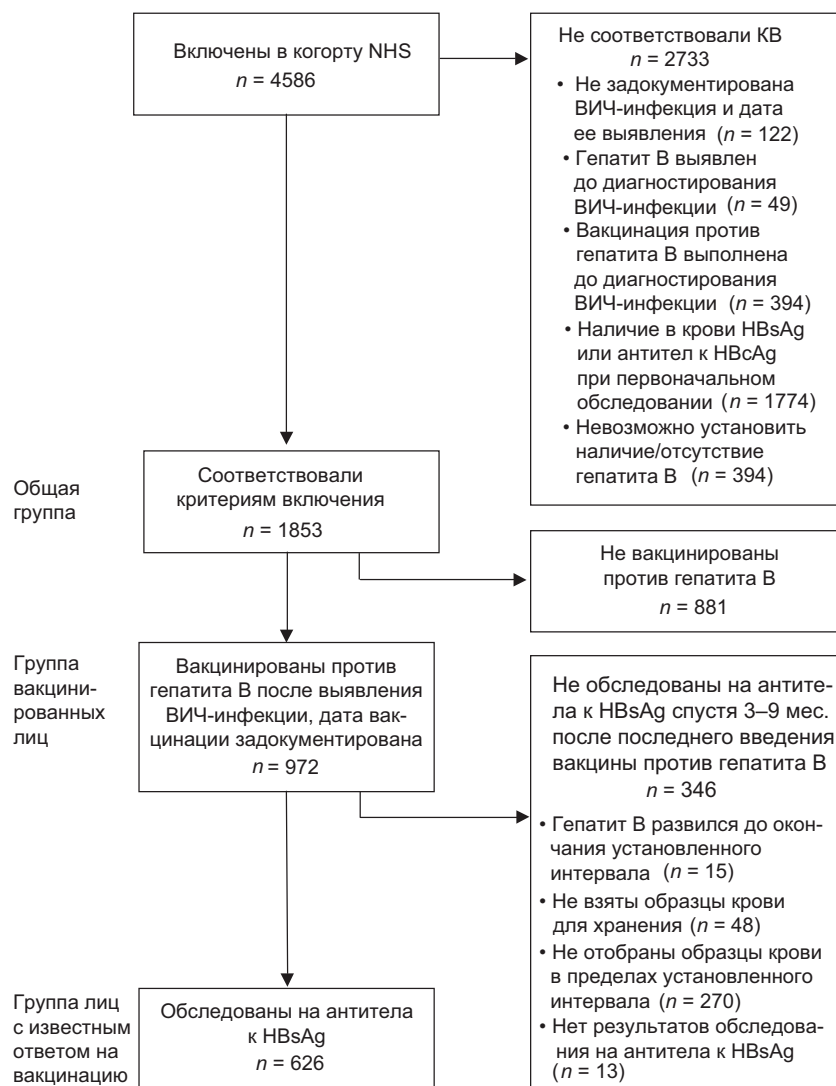 Включены в когорту NHS
n = 4586
Не соответствовали КВ
n = 2733
• Не задокументирована
ВИЧ-инфекция и дата
ее выявления (n = 122)
• Гепатит В выявлен
до диагностирования
ВИЧ-инфекции (n = 49)
• Вакцинация против
гепатита В выполнена
до диагностирования
ВИЧ-инфекции (n = 394)
• Наличие в крови HBsAg
или антител к HBcAg
при первоначальном
обследовании (n = 1774)
• Невозможно установить
наличие/отсутствие
гепатита В (n = 394)
Общая
группа
Соответствовали
критериям включения
n = 1853
Не вакцинированы
против гепатита В
n = 881
Группа
вакцини-
рованных
лиц
Вакцинированы против
гепатита В после выявления
ВИЧ-инфекции, дата вак-
цинации задокументирована
n = 972
Не обследованы на антите-
ла к HBsAg спустя 3–9 мес.
после последнего введения
вакцины против гепатита В
n = 346
• Гепатит В развился до окон-
чания установленного
интервала (n = 15)
• Не взяты образцы крови
для хранения (n = 48)
• Не отобраны образцы крови
в пределах установленного
интервала (n = 270)
• Нет результатов обследова-
ния на антитела к HBsAg
(n = 13)
Группа лиц
с известным
ответом на
вакцинацию
Обследованы на антитела
к HBsAg
n = 626